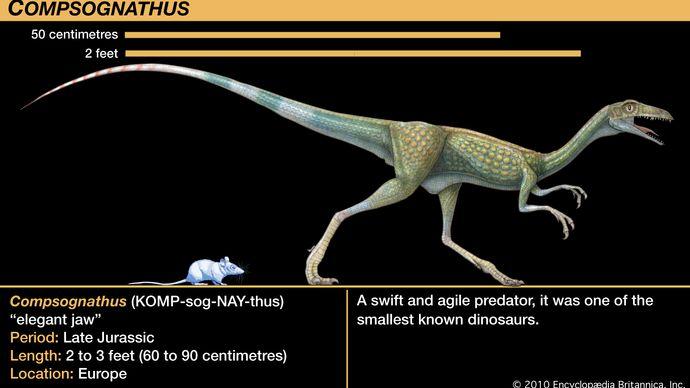 COMPSOGNATHUS
50 centimetres
2 feet
Compsognathus (KOMP-sog-NAY-thus)
“elegant jaw”
Period: Late Jurassic
Length: 2 to 3 feet (60 to 90 centimetres)
Location: Europe
A swift and agile predator, it was one of the
smallest known dinosaurs.
© 2010 Encyclopædia Britannica, Inc.